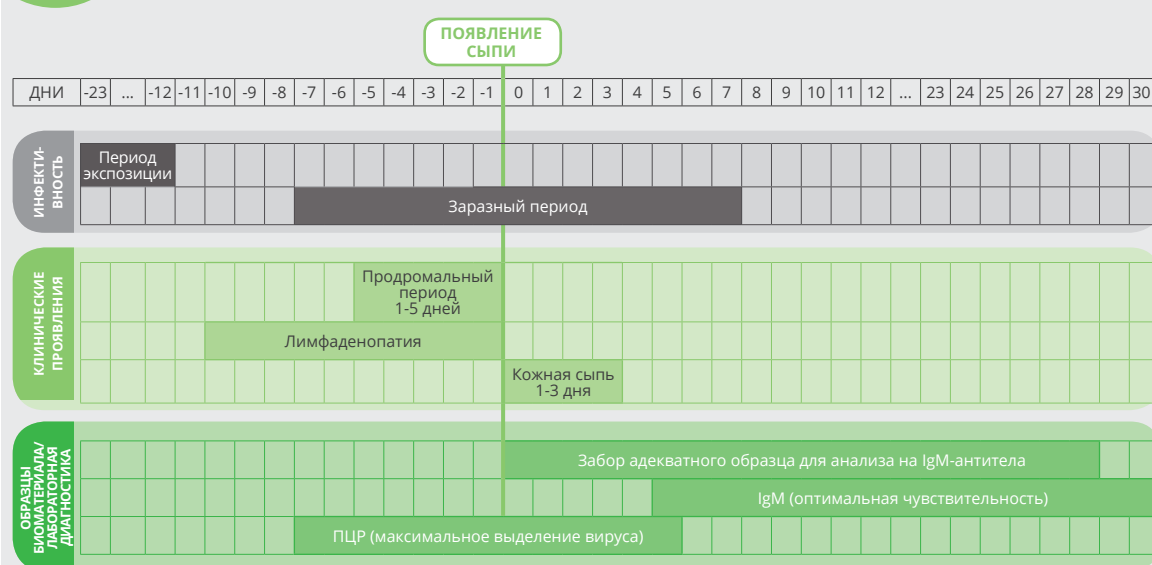 ПОЯВЛЕНИЕ
СЫПИ
ДНИ -23 ... -12 -11 -10 -9 -8 -7 -6 -5 -4 -3 -2 -1 0 1 2 3 4 5 6 7 8 9 10 11 12 ... 23 24 25 26 27 28 29 30
ИНФЕКТИ-
ВНОСТЬ
Период
экспозиции
Заразный период
КЛИНИЧЕСКИЕ
ПРОЯВЛЕНИЯ
Продромальный
период
1-5 дней
Лимфаденопатия
Кожная сыпь
1-3 дня
ОБРАЗЦЫ
БИОМАТЕРИАЛА/
ЛАБОРАТОРНАЯ
ДИАГНОСТИКА
Забор адекватного образца для анализа на IgM-антитела
IgM (оптимальная чувствительность)
ПЦР (максимальное выделение вируса)